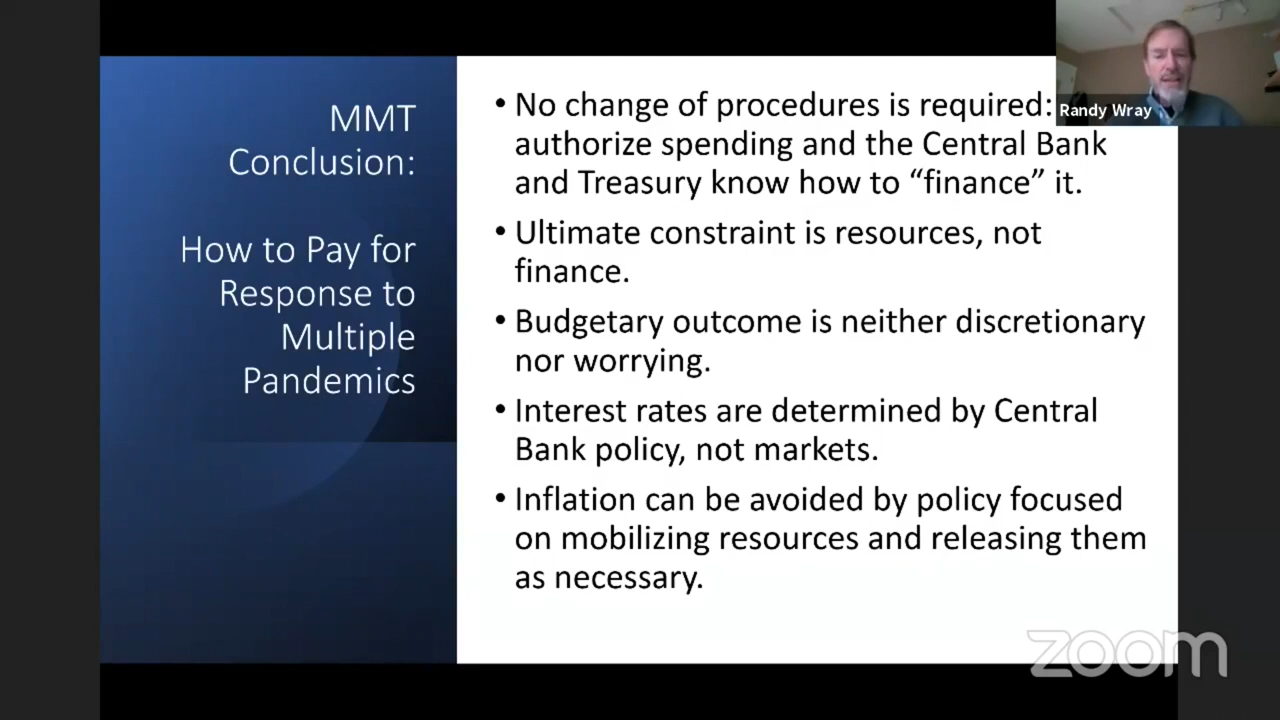 MMT
Conclusion:
How to Pay for
Response to
Multiple
Pandemics
• No change of procedures is required:
authorize spending and the Central Bank
and Treasury know how to “finance” it.
• Ultimate constraint is resources, not
finance.
• Budgetary outcome is neither discretionary
nor worrying.
• Interest rates are determined by Central
Bank policy, not markets.
• Inflation can be avoided by policy focused
on mobilizing resources and releasing them
as necessary.
Randy Wray
zoom